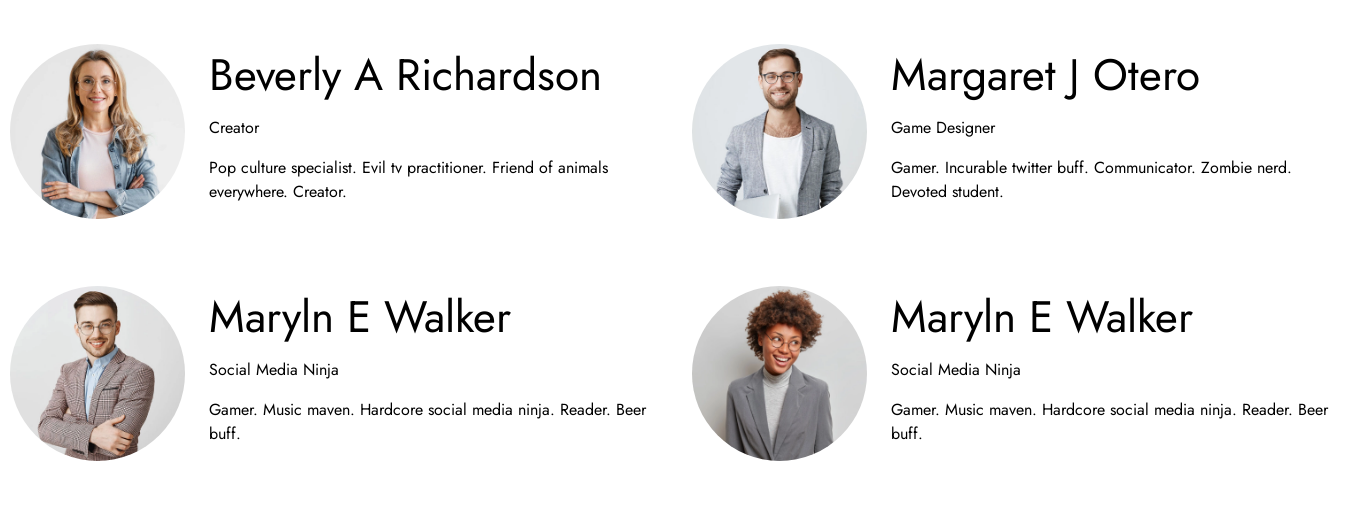 Beverly A Richardson
Creator
Pop culture specialist. Evil tv practitioner. Friend of animals
everywhere. Creator.
Margaret J Otero
Game Designer
Gamer. Incurable twitter buff. Communicator. Zombie nerd.
Devoted student.
Maryln E Walker
Social Media Ninja
Gamer. Music maven. Hardcore social media ninja. Reader. Beer
buff.
Maryln E Walker
Social Media Ninja
Gamer. Music maven. Hardcore social media ninja. Reader. Beer
buff.